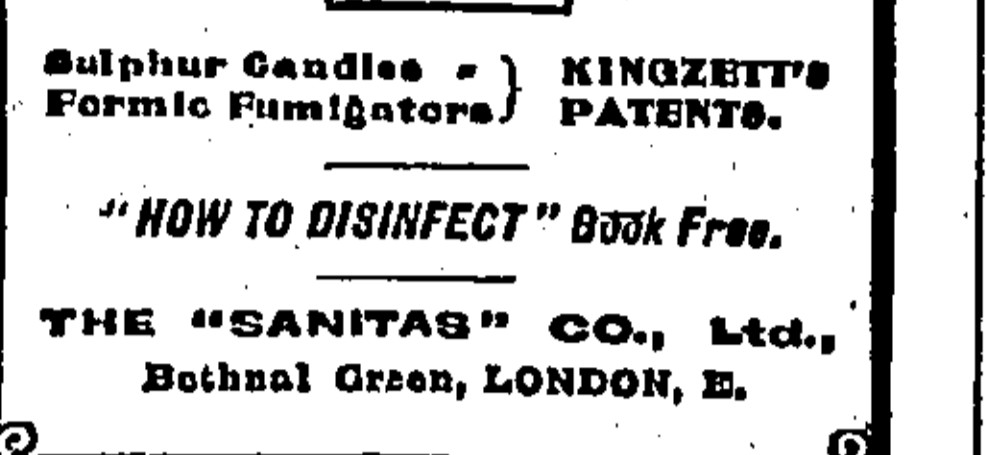 Sulphur Candles - } KINGZETT'S
Formic Fumigators } PATENTS.
"HOW TO DISINFECT" Book Free.
THE "SANITAS" CO., Ltd.,
Bethnal Green, LONDON, E.